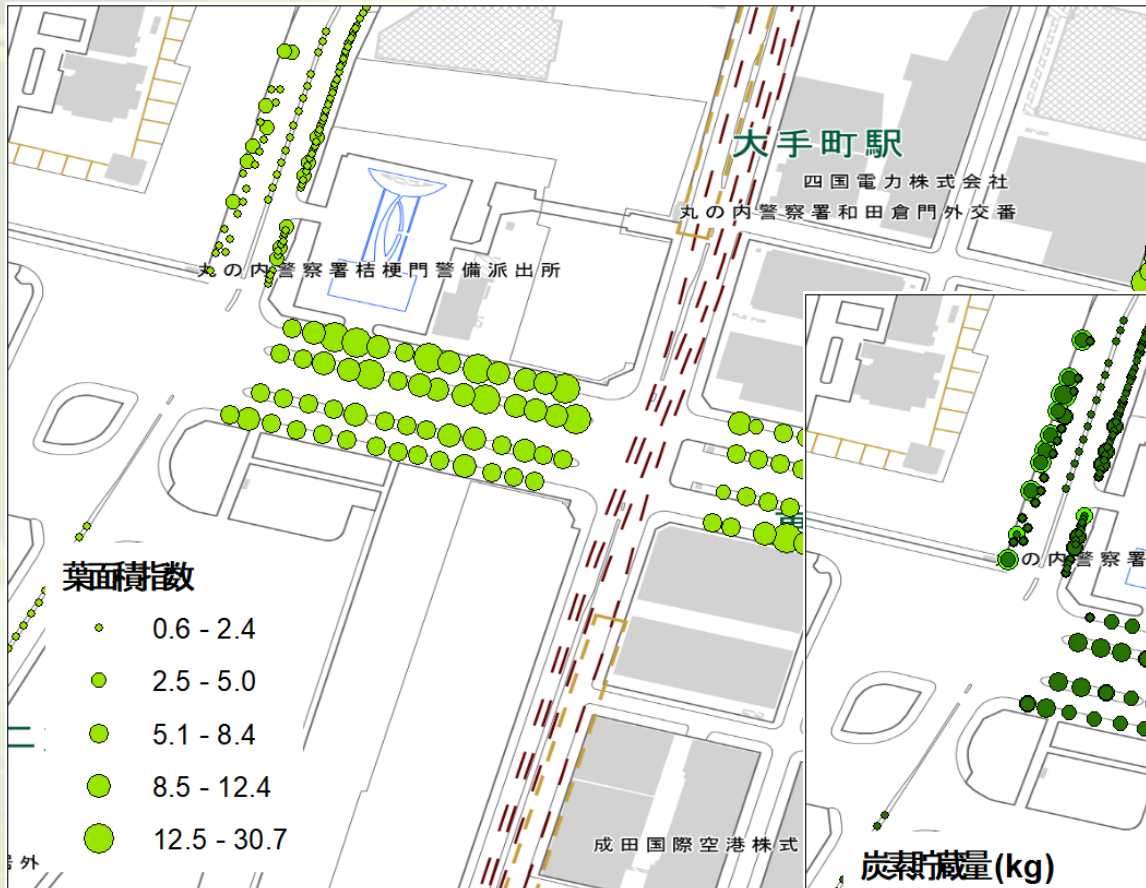 大手町駅
四国電力株式会社
丸の内警察署和田倉門外交番
丸の内警察署桔梗門警備派出所
の内警察署
葉面積指数
0.6 - 2.4
2.5 - 5.0
5.1 - 8.4
8.5 - 12.4
12.5 - 30.7
成田国際空港株式
外
炭素貯蔵量(kg)